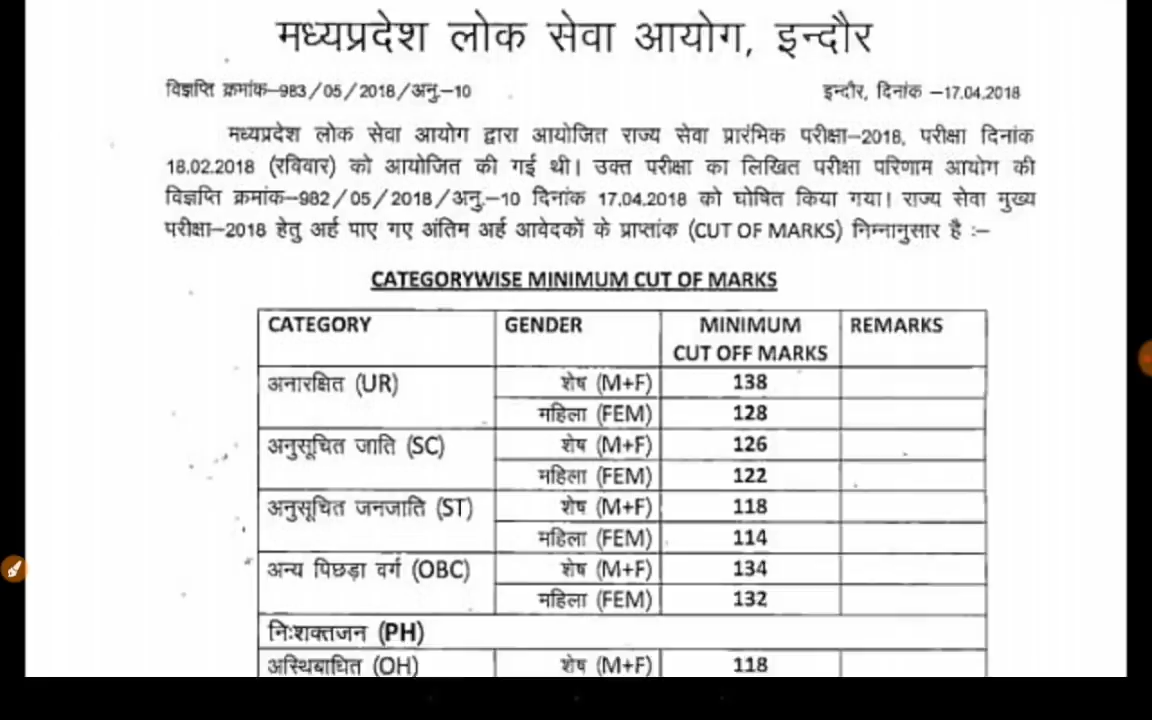 मध्यप्रदेश लोक सेवा आयोग, इन्दौर
विज्ञप्ति क्रमांक–983/05/2018/अनु.–10 इन्दौर, दिनांक –17.04.2018
मध्यप्रदेश लोक सेवा आयोग द्वारा आयोजित राज्य सेवा प्रारंभिक परीक्षा–2018, परीक्षा दिनांक
18.02.2018 (रविवार) को आयोजित की गई थी। उक्त परीक्षा का लिखित परीक्षा परिणाम आयोग की
विज्ञप्ति क्रमांक–982/05/2018/अनु.–10 दिनांक 17.04.2018 को घोषित किया गया। राज्य सेवा मुख्य
परीक्षा–2018 हेतु अर्ह पाए गए अंतिम अर्ह आवेदकों के प्राप्तांक (CUT OF MARKS) निम्नानुसार है :–
CATEGORYWISE MINIMUM CUT OF MARKS
CATEGORY GENDER MINIMUM CUT OFF MARKS REMARKS
अनारक्षित (UR) शेष (M+F) 138
महिला (FEM) 128
अनुसूचित जाति (SC) शेष (M+F) 126
महिला (FEM) 122
अनुसूचित जनजाति (ST) शेष (M+F) 118
महिला (FEM) 114
अन्य पिछड़ा वर्ग (OBC) शेष (M+F) 134
महिला (FEM) 132
निःशक्तजन (PH)
अस्थिबाधित (OH) शेष (M+F) 118